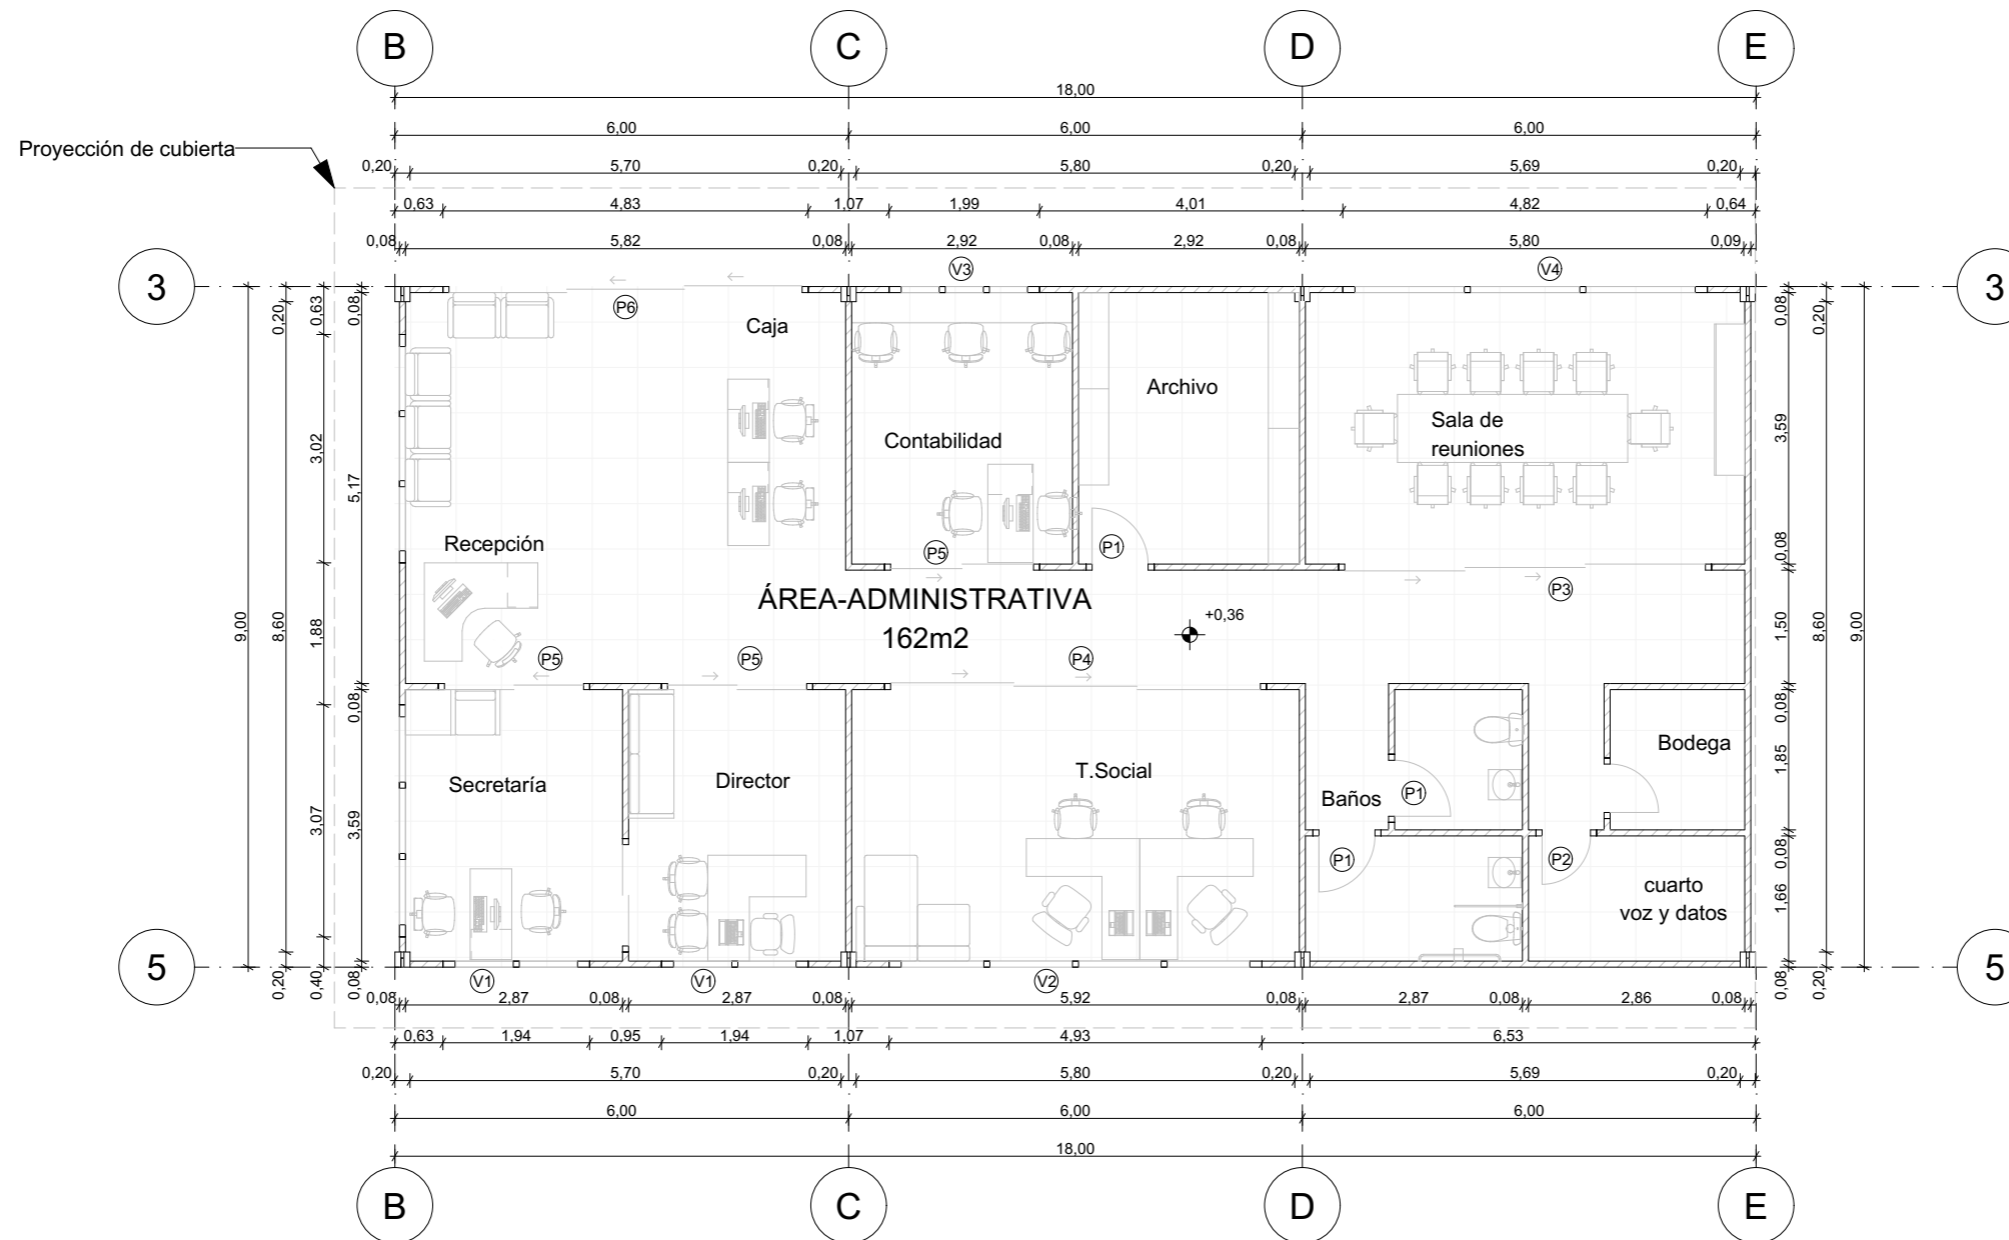 B C D E
18,00
6,00 6,00 6,00
Proyección de cubierta
0,20 5,70 0,20 5,80 0,20 5,69 0,20
0,63 4,83 1,07 1,99 4,01 4,82 0,64
0,08 5,82 0,08 2,92 0,08 2,92 0,08 5,80 0,09
V3 V4
3 3
P6
Caja
Archivo
Sala de
reuniones
Contabilidad
Recepción
P5 P1
P3
ÁREA-ADMINISTRATIVA
162m2
+0,36
P5 P5 P4
Secretaría
Director
T.Social
Baños
P1
Bodega
P1 P2
cuarto
voz y datos
9,00
0,20 8,60 0,20
0,63 3,02 1,88 3,07 0,40
0,08 5,17 0,08 3,59 0,08
0,08 3,59 0,08 1,50 0,08 1,85 0,08 1,66 0,08
0,20 8,60 0,20
9,00
5 5
V1 V1 V2
0,08 2,87 0,08 2,87 0,08 5,92 0,08 2,87 0,08 2,86 0,08
0,63 1,94 0,95 1,94 1,07 4,93 6,53
0,20 5,70 0,20 5,80 0,20 5,69 0,20
6,00 6,00 6,00
18,00
B C D E